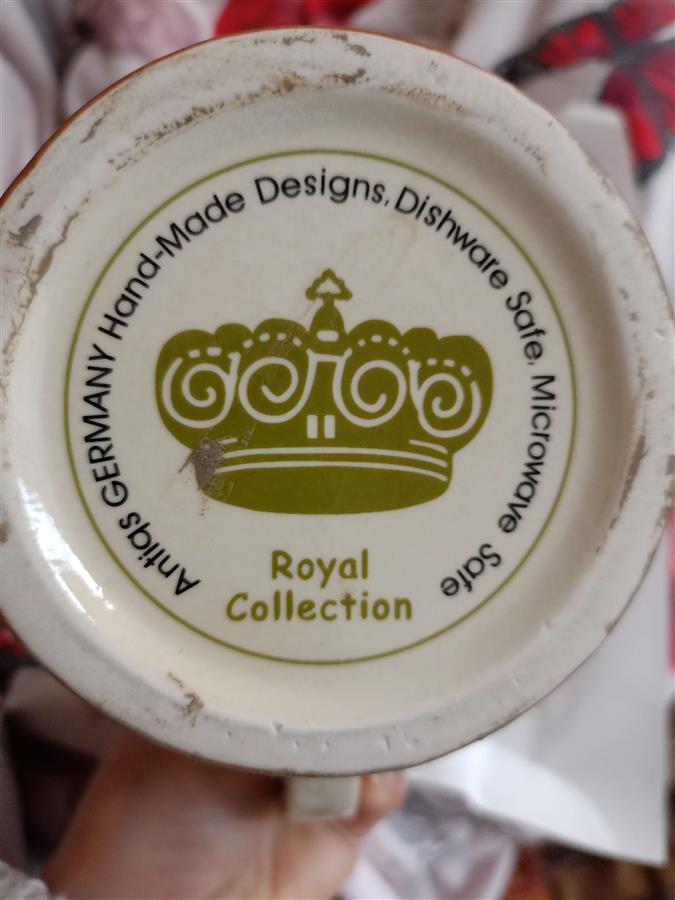 Antiqs GERMANY Hand-Made Designs, Dishware Safe, Microwave Safe
Royal
Collection